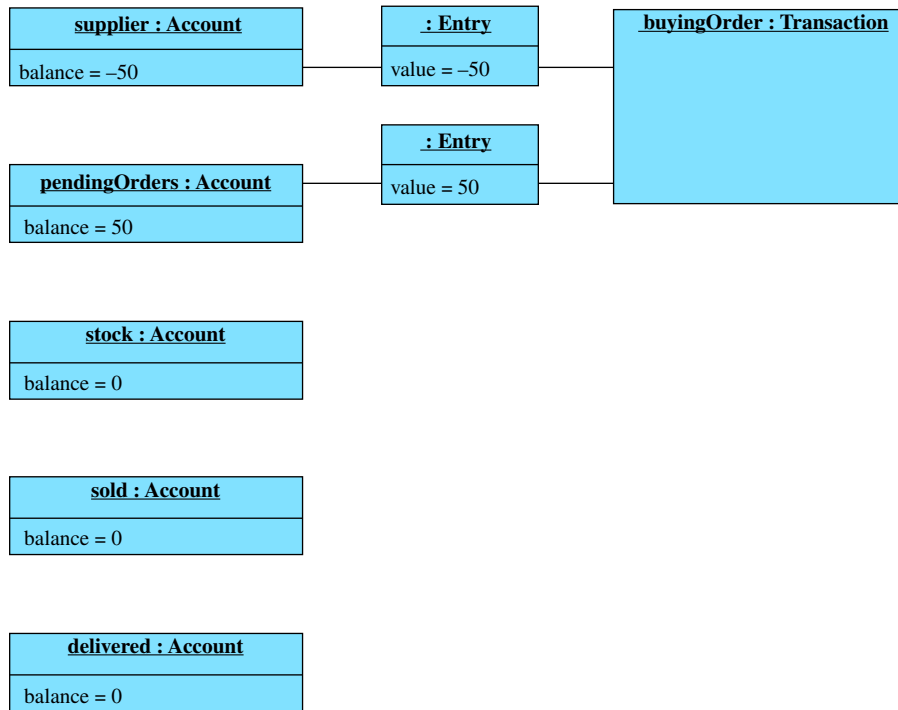 supplier : Account
balance = –50
: Entry
value = –50
buyingOrder : Transaction
: Entry
value = 50
pendingOrders : Account
balance = 50
stock : Account
balance = 0
sold : Account
balance = 0
delivered : Account
balance = 0